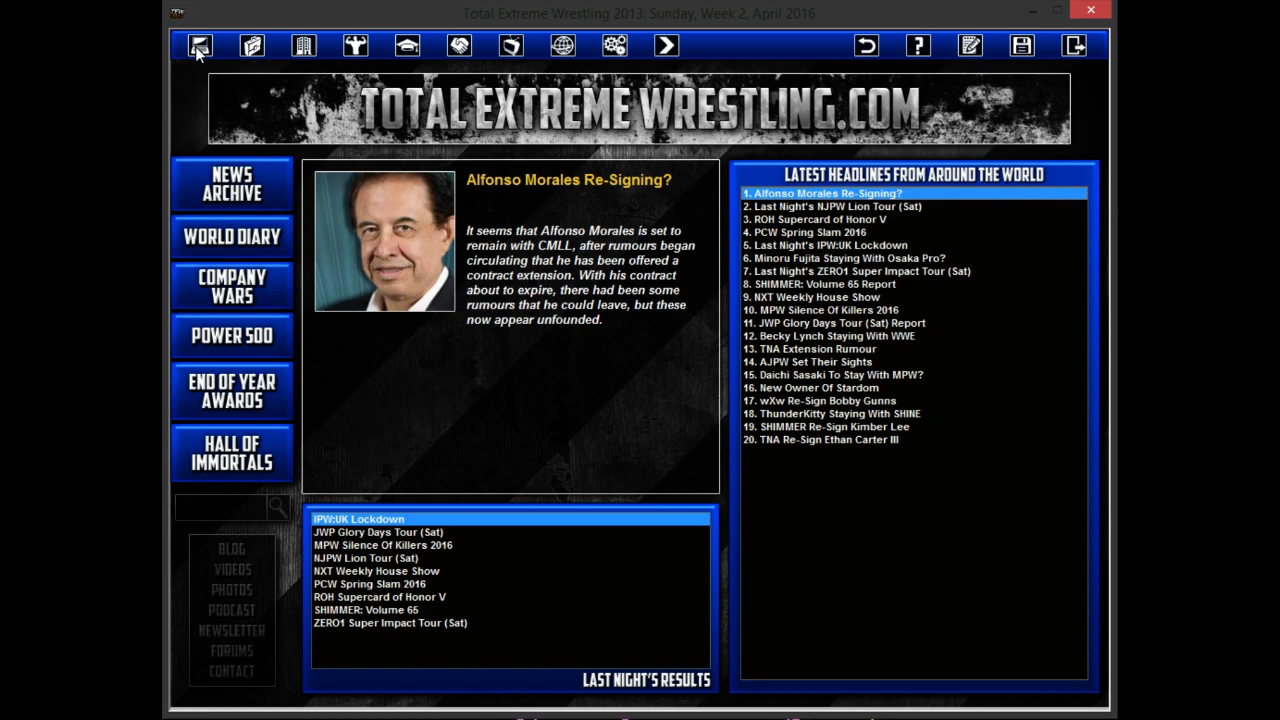 Total Extreme Wrestling 2013: Sunday, Week 2, April 2016
TOTAL EXTREME WRESTLING.COM
NEWS
ARCHIVE
WORLD DIARY
COMPANY
WARS
POWER 500
END OF YEAR
AWARDS
HALL OF
IMMORTALS
BLOG
VIDEOS
PHOTOS
PODCAST
NEWSLETTER
FORUMS
CONTACT
Alfonso Morales Re-Signing?
It seems that Alfonso Morales is set to
remain with CMLL, after rumours began
circulating that he has been offered a
contract extension. With his contract
about to expire, there had been some
rumours that he could leave, but these
now appear unfounded.
IPW:UK Lockdown
JWP Glory Days Tour (Sat)
MPW Silence Of Killers 2016
NJPW Lion Tour (Sat)
NXT Weekly House Show
PCW Spring Slam 2016
ROH Supercard of Honor V
SHIMMER: Volume 65
ZERO1 Super Impact Tour (Sat)
LAST NIGHT'S RESULTS
LATEST HEADLINES FROM AROUND THE WORLD
1. Alfonso Morales Re-Signing?
2. Last Night's NJPW Lion Tour (Sat)
3. ROH Supercard of Honor V
4. PCW Spring Slam 2016
5. Last Night's IPW:UK Lockdown
6. Minoru Fujita Staying With Osaka Pro?
7. Last Night's ZERO1 Super Impact Tour (Sat)
8. SHIMMER: Volume 65 Report
9. NXT Weekly House Show
10. MPW Silence Of Killers 2016
11. JWP Glory Days Tour (Sat) Report
12. Becky Lynch Staying With WWE
13. TNA Extension Rumour
14. AJPW Set Their Sights
15. Daichi Sasaki To Stay With MPW?
16. New Owner Of Stardom
17. wXw Re-Sign Bobby Gunns
18. ThunderKitty Staying With SHINE
19. SHIMMER Re-Sign Kimber Lee
20. TNA Re-Sign Ethan Carter III